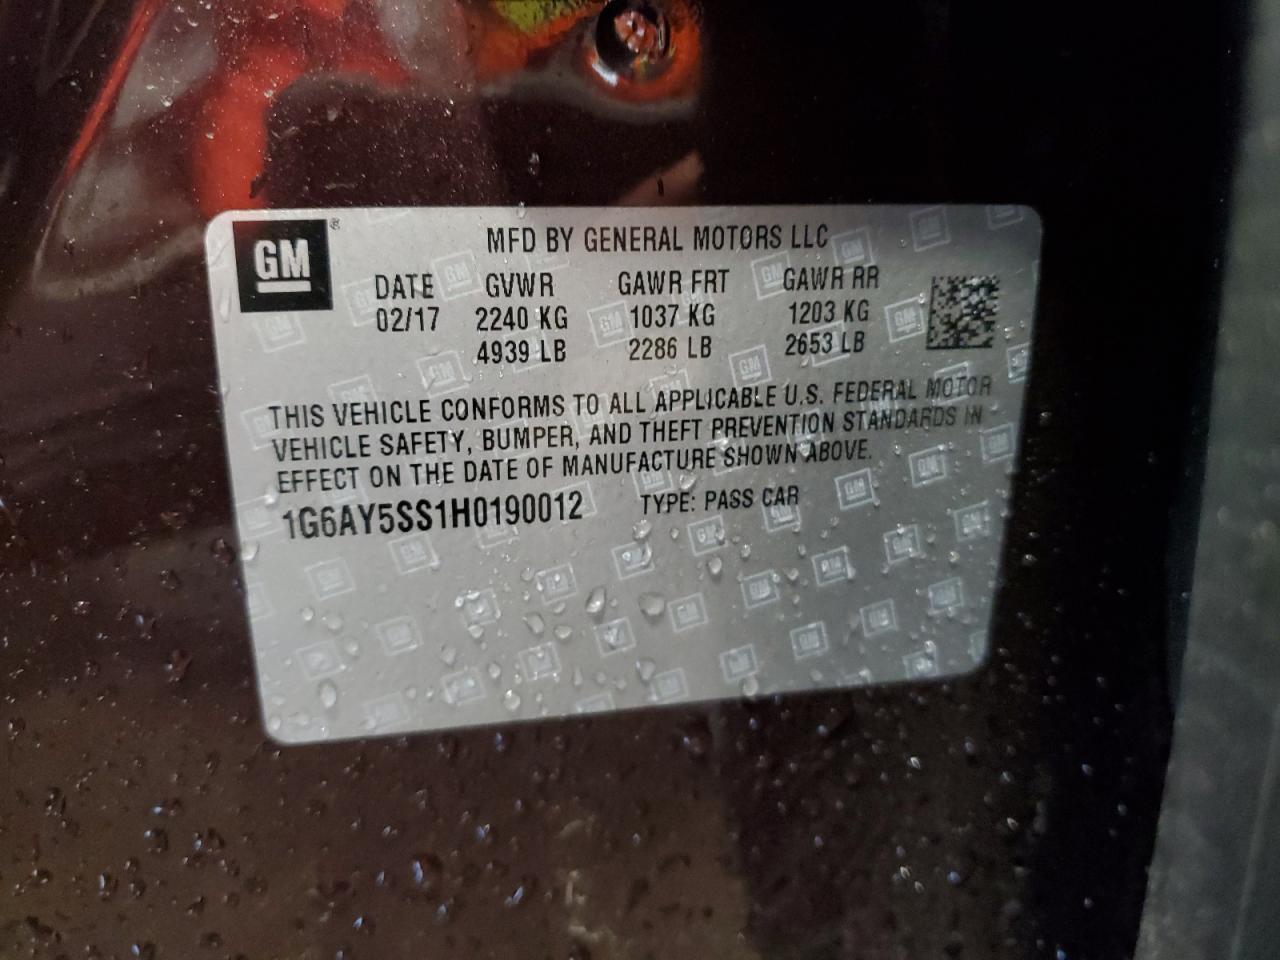 GM ®
MFD BY GENERAL MOTORS LLC
DATE GVWR GAWR FRT GAWR RR
02/17 2240 KG 1037 KG 1203 KG
4939 LB 2286 LB 2653 LB
THIS VEHICLE CONFORMS TO ALL APPLICABLE U.S. FEDERAL MOTOR
VEHICLE SAFETY, BUMPER, AND THEFT PREVENTION STANDARDS IN
EFFECT ON THE DATE OF MANUFACTURE SHOWN ABOVE.
1G6AY5SS1H0190012 TYPE: PASS CAR